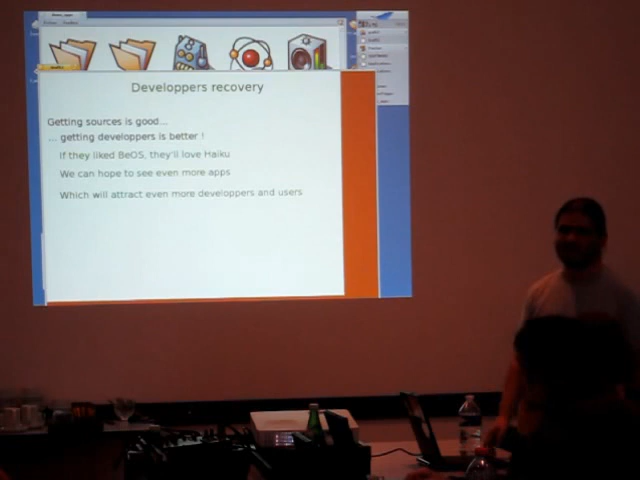 Developpers recovery
Getting sources is good...
... getting developpers is better !
If they liked BeOS, they'll love Haiku
We can hope to see even more apps
Which will attract even more developpers and users